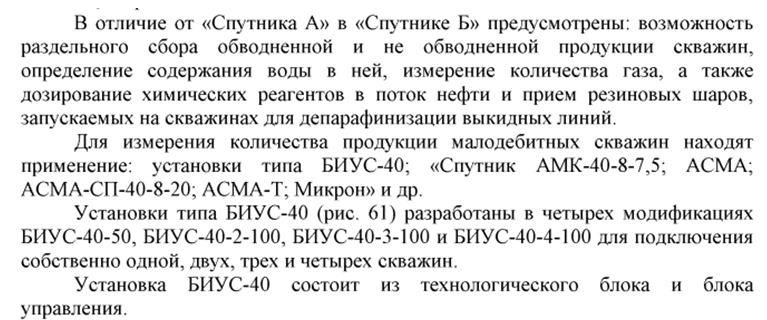 В отличие от «Спутника А» в «Спутнике Б» предусмотрены: возможность
раздельного сбора обводненной и не обводненной продукции скважин,
определение содержания воды в ней, измерение количества газа, а также
дозирование химических реагентов в поток нефти и прием резиновых шаров,
запускаемых на скважинах для депарафинизации выкидных линий.
Для измерения количества продукции малодебитных скважин находят
применение: установки типа БИУС-40; «Спутник АМК-40-8-7,5; АСМА;
АСМА-СП-40-8-20; АСМА-Т; Микрон» и др.
Установки типа БИУС-40 (рис. 61) разработаны в четырех модификациях
БИУС-40-50, БИУС-40-2-100, БИУС-40-3-100 и БИУС-40-4-100 для подключения
собственно одной, двух, трех и четырех скважин.
Установка БИУС-40 состоит из технологического блока и блока
управления.